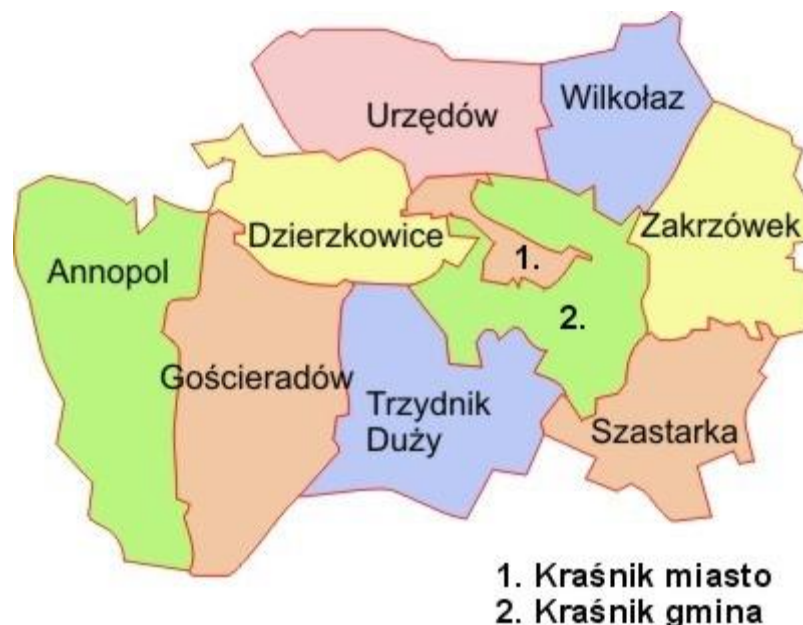 Urzędów
Wilkołaz
Zakrzówek
Dzierzkowice
1.
Annopol
2.
Gościeradów
Trzydnik
Duży
Szastarka
1. Kraśnik miasto
2. Kraśnik gmina